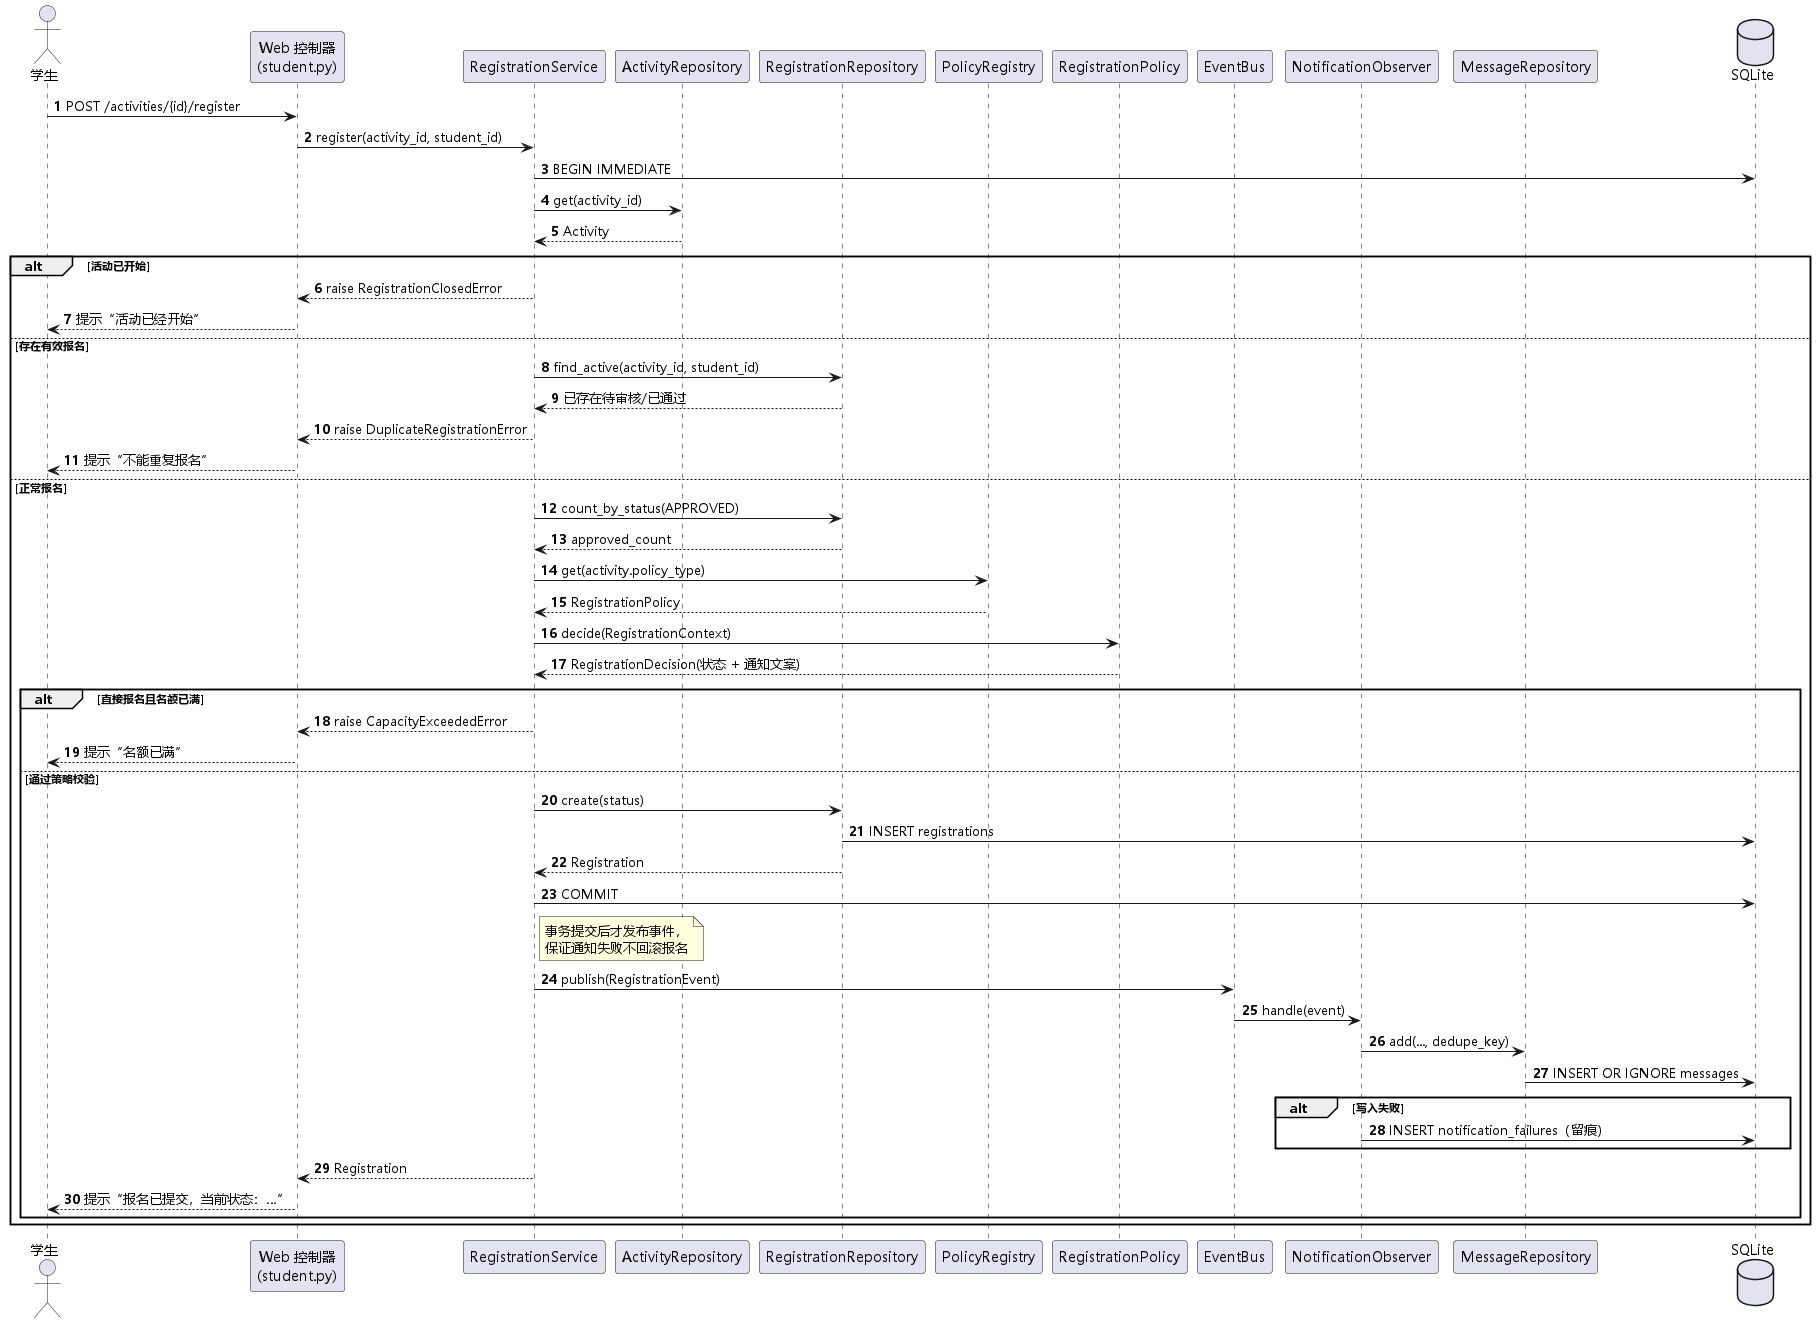 学生
Web 控制器
(student.py)
RegistrationService
ActivityRepository
RegistrationRepository
PolicyRegistry
RegistrationPolicy
EventBus
NotificationObserver
MessageRepository
SQLite
1 POST /activities/{id}/register
2 register(activity_id, student_id)
3 BEGIN IMMEDIATE
4 get(activity_id)
5 Activity
alt [活动已开始]
6 raise RegistrationClosedError
7 提示“活动已经开始”
[存在有效报名]
8 find_active(activity_id, student_id)
9 已存在待审核/已通过
10 raise DuplicateRegistrationError
11 提示“不能重复报名”
[正常报名]
12 count_by_status(APPROVED)
13 approved_count
14 get(activity.policy_type)
15 RegistrationPolicy
16 decide(RegistrationContext)
17 RegistrationDecision(状态 + 通知文案)
alt [直接报名且名额已满]
18 raise CapacityExceededError
19 提示“名额已满”
[通过策略校验]
20 create(status)
21 INSERT registrations
22 Registration
23 COMMIT
事务提交后才发布事件，
保证通知失败不回滚报名
24 publish(RegistrationEvent)
25 handle(event)
26 add(..., dedupe_key)
27 INSERT OR IGNORE messages
alt [写入失败]
28 INSERT notification_failures（留痕）
29 Registration
30 提示“报名已提交，当前状态：...”
学生
Web 控制器
(student.py)
RegistrationService
ActivityRepository
RegistrationRepository
PolicyRegistry
RegistrationPolicy
EventBus
NotificationObserver
MessageRepository
SQLite